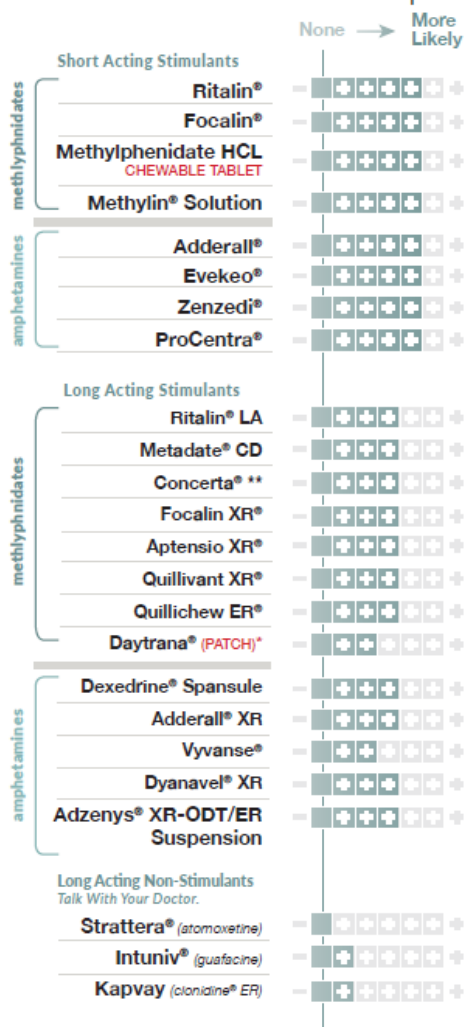 None → More
Likely
Short Acting Stimulants
methlyphnidates
Ritalin®
Focalin®
Methylphenidate HCL
CHEWABLE TABLET
Methylin® Solution
amphetamines
Adderall®
Evekeo®
Zenzedi®
ProCentra®
Long Acting Stimulants
methlyphnidates
Ritalin® LA
Metadate® CD
Concerta® **
Focalin XR®
Aptensio XR®
Quillivant XR®
Quillichew ER®
Daytrana® (PATCH)*
amphetamines
Dexedrine® Spansule
Adderall® XR
Vyvanse®
Dyanavel® XR
Adzenys® XR-ODT/ER
Suspension
Long Acting Non-Stimulants
Talk With Your Doctor.
Strattera® (atomoxetine)
Intuniv® (guafacine)
Kapvay (clonidine® ER)